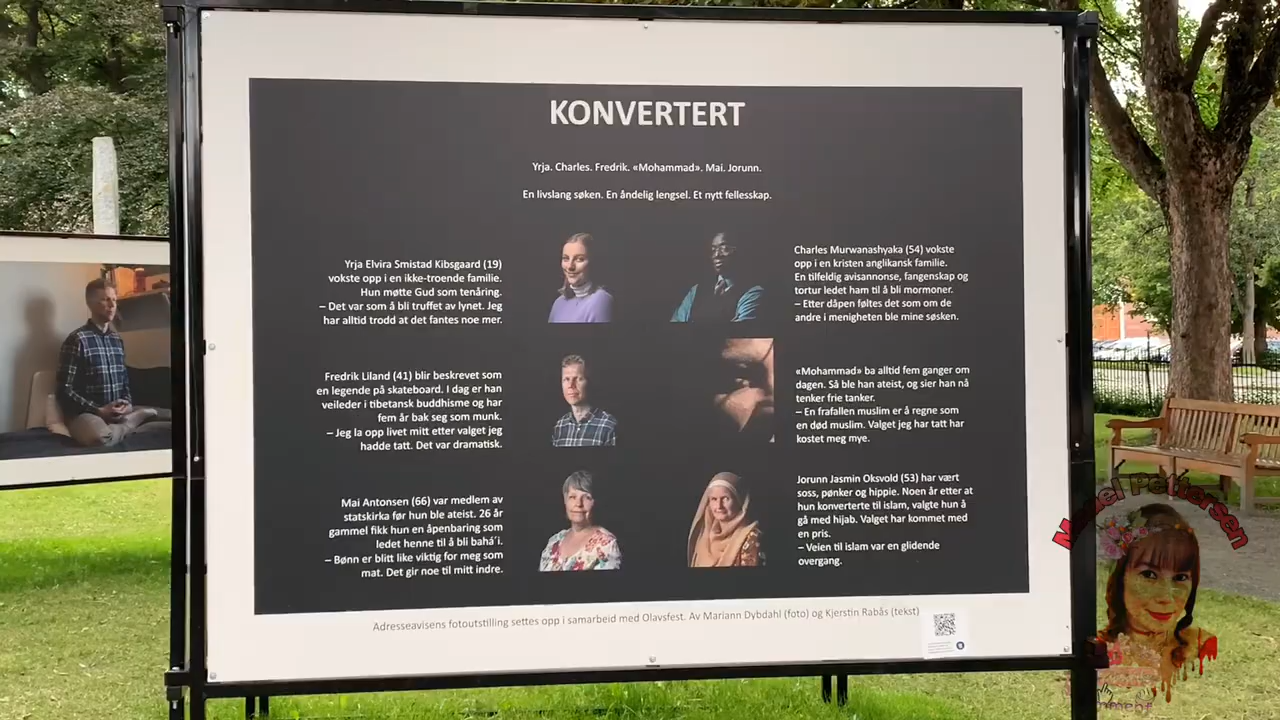 KONVERTERT
Yrja. Charles. Fredrik. «Mohammad». Mai. Jorunn.
En livslang søken. En åndelig lengsel. Et nytt fellesskap.
Yrja Elvira Smistad Kibsgaard (19)
vokste opp i en ikke-troende familie.
Hun møtte Gud som tenåring.
– Det var som å bli truffet av lynet. Jeg
har alltid trodd at det fantes noe mer.
Charles Murwanashyaka (54) vokste
opp i en kristen anglikansk familie.
En tilfeldig avisannonse, fangenskap og
tortur ledet ham til å bli mormoner.
– Etter dåpen føltes det som om de
andre i menigheten ble mine søsken.
Fredrik Liland (41) blir beskrevet som
en legende på skateboard. I dag er han
veileder i tibetansk buddhisme og har
fem år bak seg som munk.
– Jeg la opp livet mitt etter valget jeg
hadde tatt. Det var dramatisk.
«Mohammad» ba alltid fem ganger om
dagen. Så ble han ateist, og sier han nå
tenker frie tanker.
– En frafallen muslim er å regne som
en død muslim. Valget jeg har tatt har
kostet meg mye.
Mai Antonsen (66) var medlem av
statskirka før hun ble ateist. 26 år
gammel fikk hun en åpenbaring som
ledet henne til å bli bahá´i.
– Bønn er blitt like viktig for meg som
mat. Det gir noe til mitt indre.
Jorunn Jasmin Oksvold (53) har vært
soss, pønker og hippie. Noen år etter at
hun konverterte til islam, valgte hun å
gå med hijab. Valget har kommet med
en pris.
– Veien til islam var en glidende
overgang.
Adresseavisens fotoutstilling settes opp i samarbeid med Olavsfest. Av Mariann Dybdahl (foto) og Kjerstin Rabås (tekst)
Pettersen